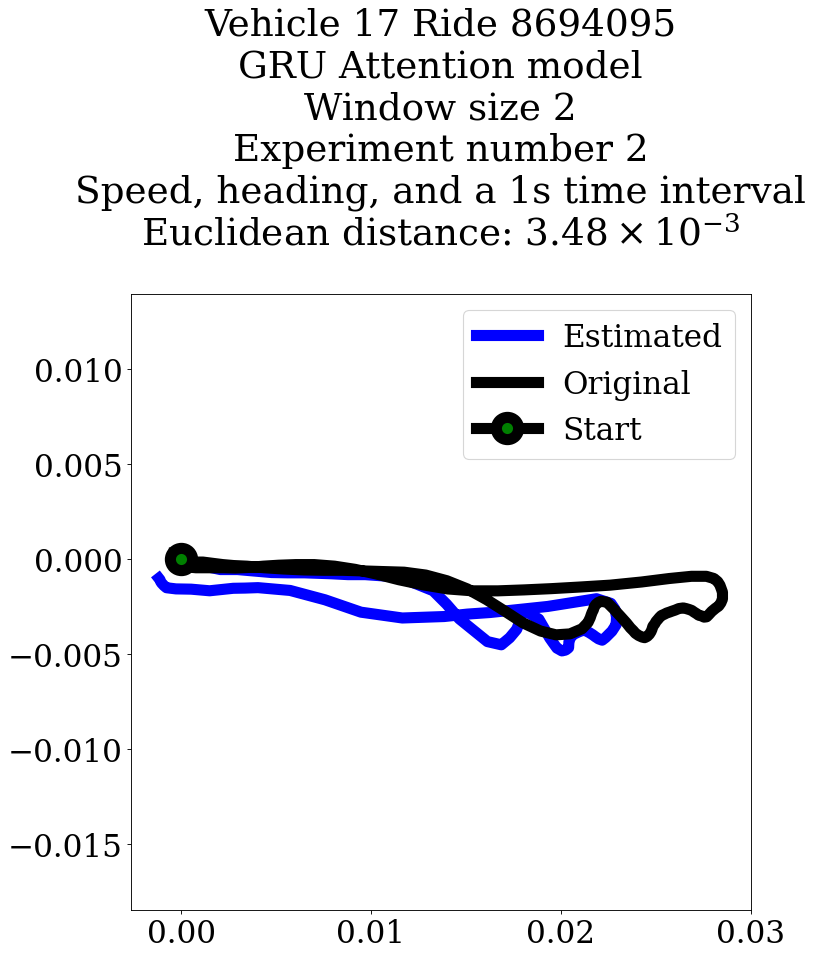 Vehicle 17 Ride 8694095
GRU Attention model
Window size 2
Experiment number 2
Speed, heading, and a 1s time interval
Euclidean distance: 3.48 × 10⁻³
Estimated
Original
Start
0.010
0.005
0.000
−0.005
−0.010
−0.015
0.00 0.01 0.02 0.03